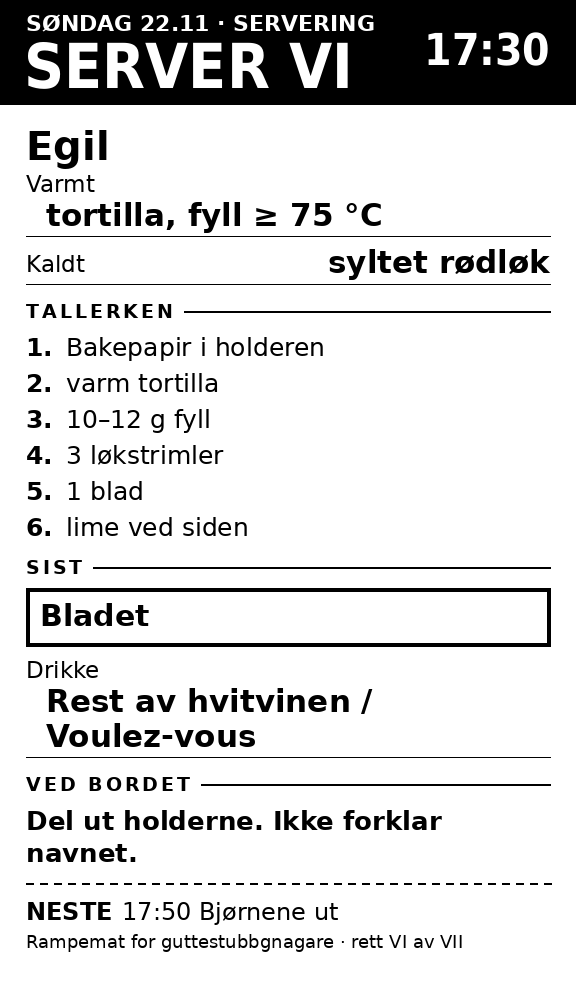 SØNDAG 22.11 · SERVERING
SERVER VI
17:30
Egil
Varmt
tortilla, fyll ≥ 75 °C
Kaldt
syltet rødløk
TALLERKEN
1. Bakepapir i holderen
2. varm tortilla
3. 10–12 g fyll
4. 3 løkstrimler
5. 1 blad
6. lime ved siden
SIST
Bladet
Drikke
Rest av hvitvinen /
Voulez-vous
VED BORDET
Del ut holderne. Ikke forklar
navnet.
NESTE 17:50 Bjørnene ut
Rampemat for guttestubbgnagare · rett VI av VII